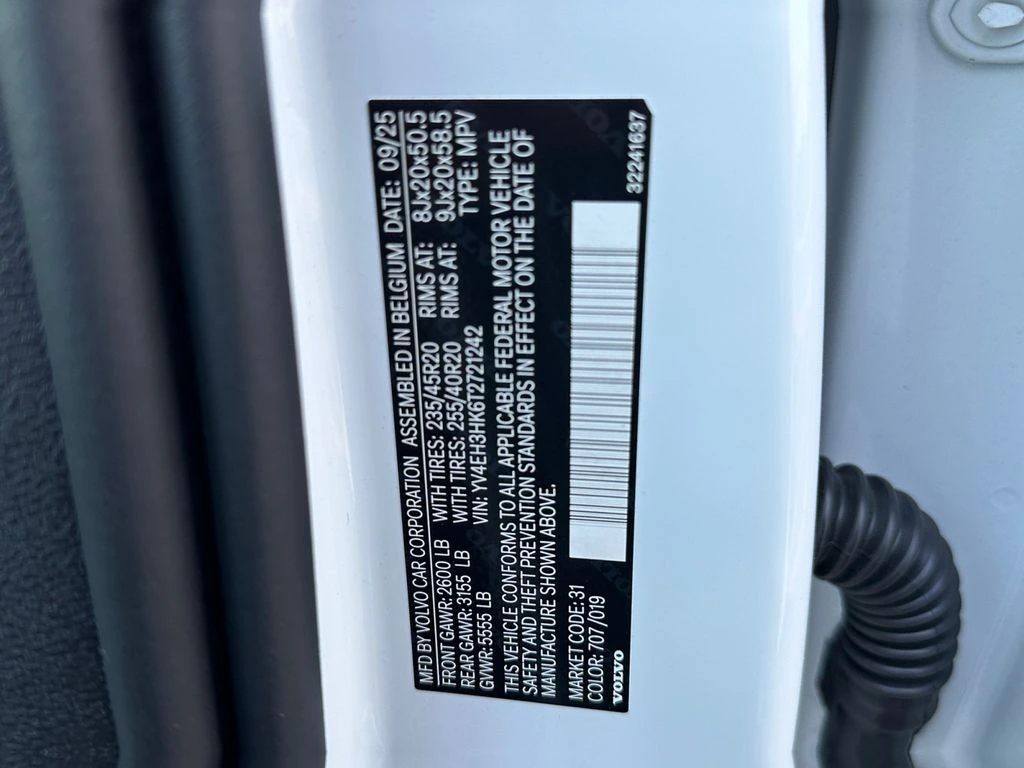 MFD BY VOLVO CAR CORPORATION ASSEMBLED IN BELGIUM DATE: 09/25
FRONT GAWR:2600 LB WITH TIRES: 235/45R20 RIMS AT: 8Jx20x50.5
REAR GAWR:3155 LB WITH TIRES: 255/40R20 RIMS AT: 9Jx20x58.5
GVWR:5555 LB VIN: YV4EH3HK6T2721242 TYPE: MPV
THIS VEHICLE CONFORMS TO ALL APPLICABLE FEDERAL MOTOR VEHICLE
SAFETY AND THEFT PREVENTION STANDARDS IN EFFECT ON THE DATE OF
MANUFACTURE SHOWN ABOVE.
MARKET CODE:31
COLOR: 707/019
VOLVO
32241637